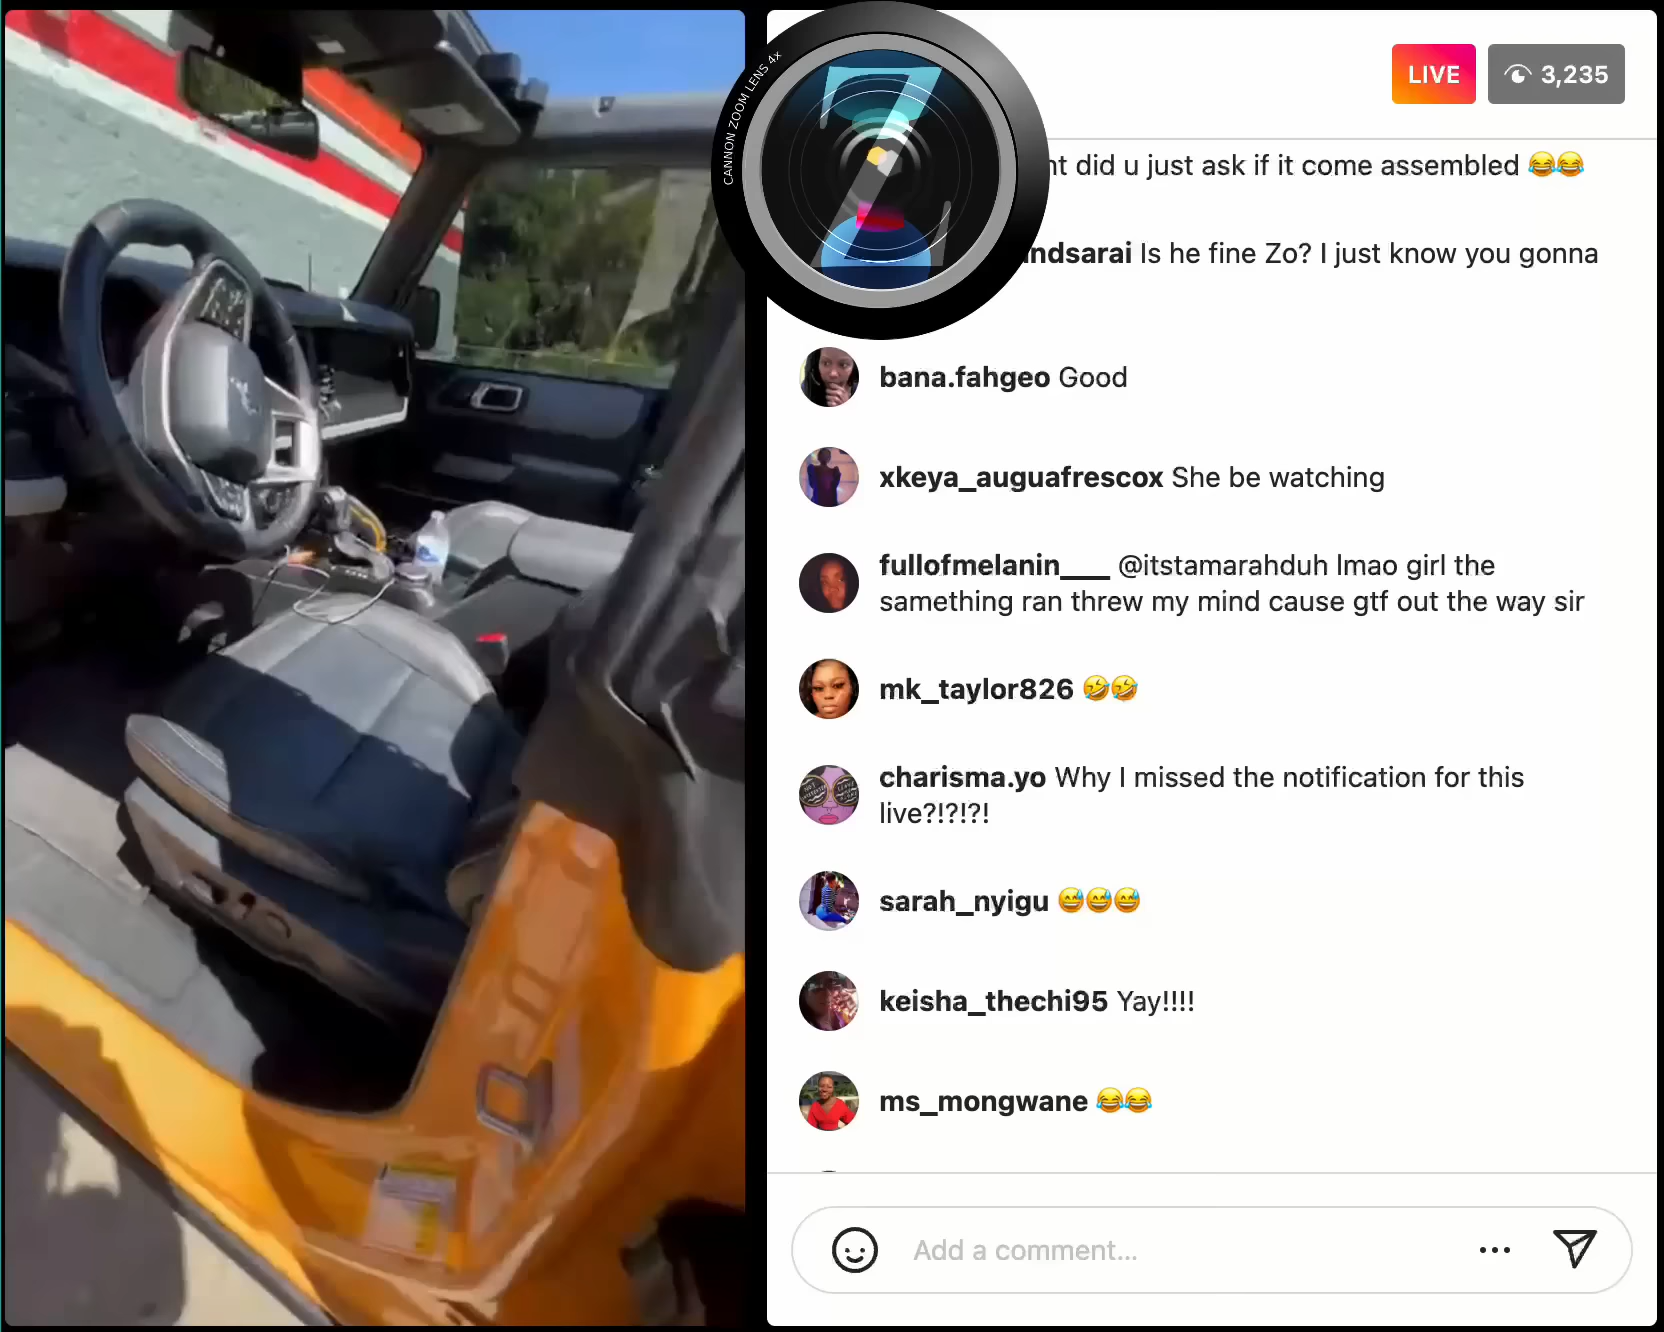 CANNON ZOOM LENS 4x
Z
LIVE
3,235
nt did u just ask if it come assembled 😂😂
ndsarai Is he fine Zo? I just know you gonna
bana.fahgeo Good
xkeya_auguafrescox She be watching
fullofmelanin___ @itstamarahduh lmao girl the
samething ran threw my mind cause gtf out the way sir
mk_taylor826 🤣🤣
charisma.yo Why I missed the notification for this
live?!?!?!
sarah_nyigu 😅😅😅
keisha_thechi95 Yay!!!!
ms_mongwane 😂😂
Add a comment...